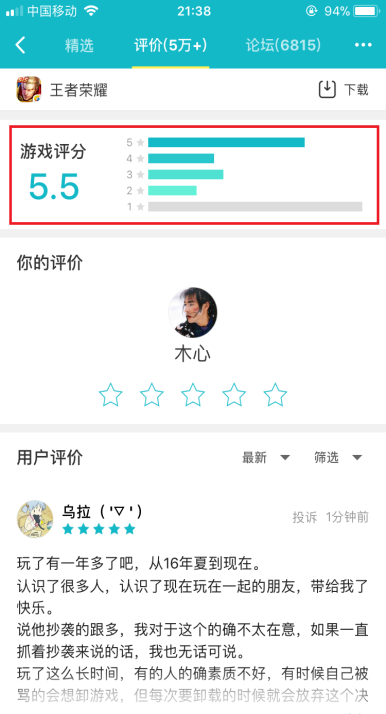 中国移动 21:38 94%
精选 评价(5万+) 论坛(6815)
王者荣耀 下载
游戏评分
5.5
5
4
3
2
1
你的评价
木心
用户评价 最新 筛选
乌拉（'▽'） 投诉 1分钟前
玩了有一年多了吧，从16年夏到现在。
认识了很多人，认识了现在玩在一起的朋友，带给我了
快乐。
说他抄袭的跟多，我对于这个的确不太在意，如果一直
抓着抄袭来说的话，我也无话可说。
玩了这么长时间，有的人的确素质不好，有时候自己被
骂的会想卸游戏，但每次要卸载的时候就会放弃这个决